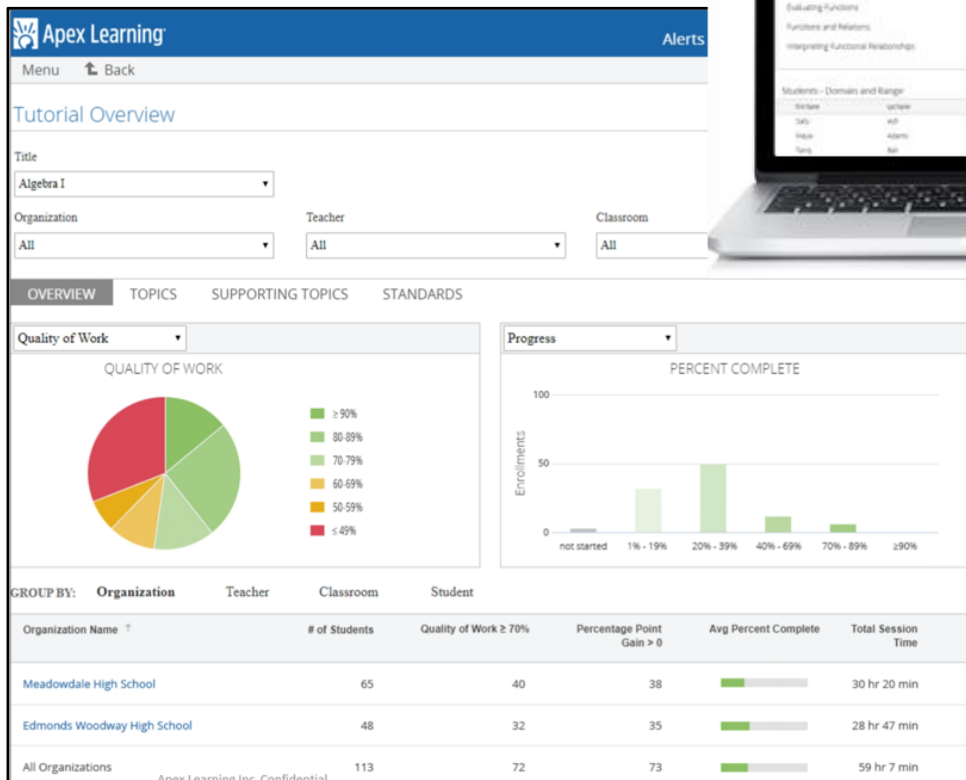 Apex Learning
Alerts
Menu Back
Tutorial Overview
Title
Algebra I
Organization Teacher Classroom
All All All
OVERVIEW TOPICS SUPPORTING TOPICS STANDARDS
Quality of Work
QUALITY OF WORK
≥ 90%
80-89%
70-79%
60-69%
50-59%
≤ 49%
Progress
PERCENT COMPLETE
Enrollments
100
50
0
not started 1% - 19% 20% - 39% 40% - 69% 70% - 89% ≥90%
GROUP BY: Organization Teacher Classroom Student
Organization Name ↑ # of Students Quality of Work ≥ 70% Percentage Point Gain > 0 Avg Percent Complete Total Session Time
Meadowdale High School 65 40 38 30 hr 20 min
Edmonds Woodway High School 48 32 35 28 hr 47 min
All Organizations 113 72 73 59 hr 7 min
Apex Learning Inc. Confidential
Evaluating Functions
Functions and Relations
Interpreting Functional Relationships
Students - Domain and Range